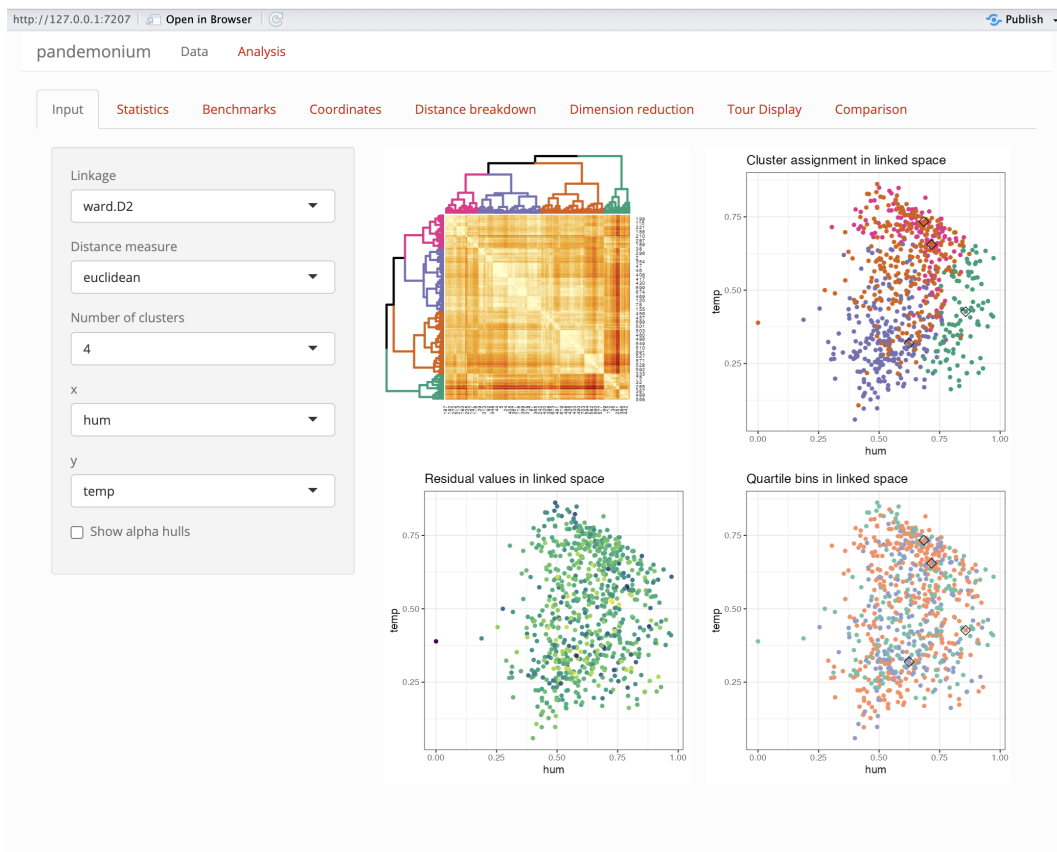 http://127.0.0.1:7207 Open in Browser Publish
pandemonium Data Analysis
Input Statistics Benchmarks Coordinates Distance breakdown Dimension reduction Tour Display Comparison
Linkage
ward.D2
Distance measure
euclidean
Number of clusters
4
x
hum
y
temp
Show alpha hulls
Cluster assignment in linked space
temp
0.75
0.50
0.25
0.00 0.25 0.50 0.75 1.00
hum
Residual values in linked space
temp
0.75
0.50
0.25
0.00 0.25 0.50 0.75 1.00
hum
Quartile bins in linked space
temp
0.75
0.50
0.25
0.00 0.25 0.50 0.75 1.00
hum